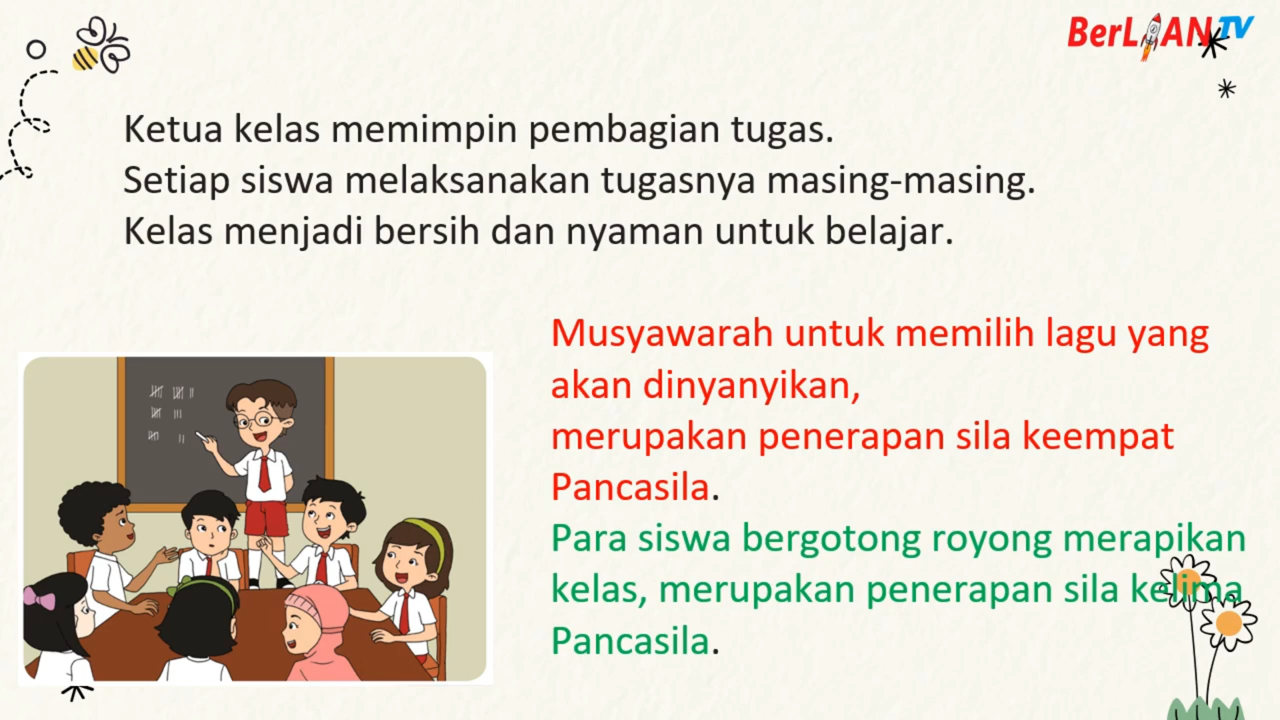 BerLIAN TV
Ketua kelas memimpin pembagian tugas.
Setiap siswa melaksanakan tugasnya masing-masing.
Kelas menjadi bersih dan nyaman untuk belajar.
Musyawarah untuk memilih lagu yang
akan dinyanyikan,
merupakan penerapan sila keempat
Pancasila.
Para siswa bergotong royong merapikan
kelas, merupakan penerapan sila kelima
Pancasila.